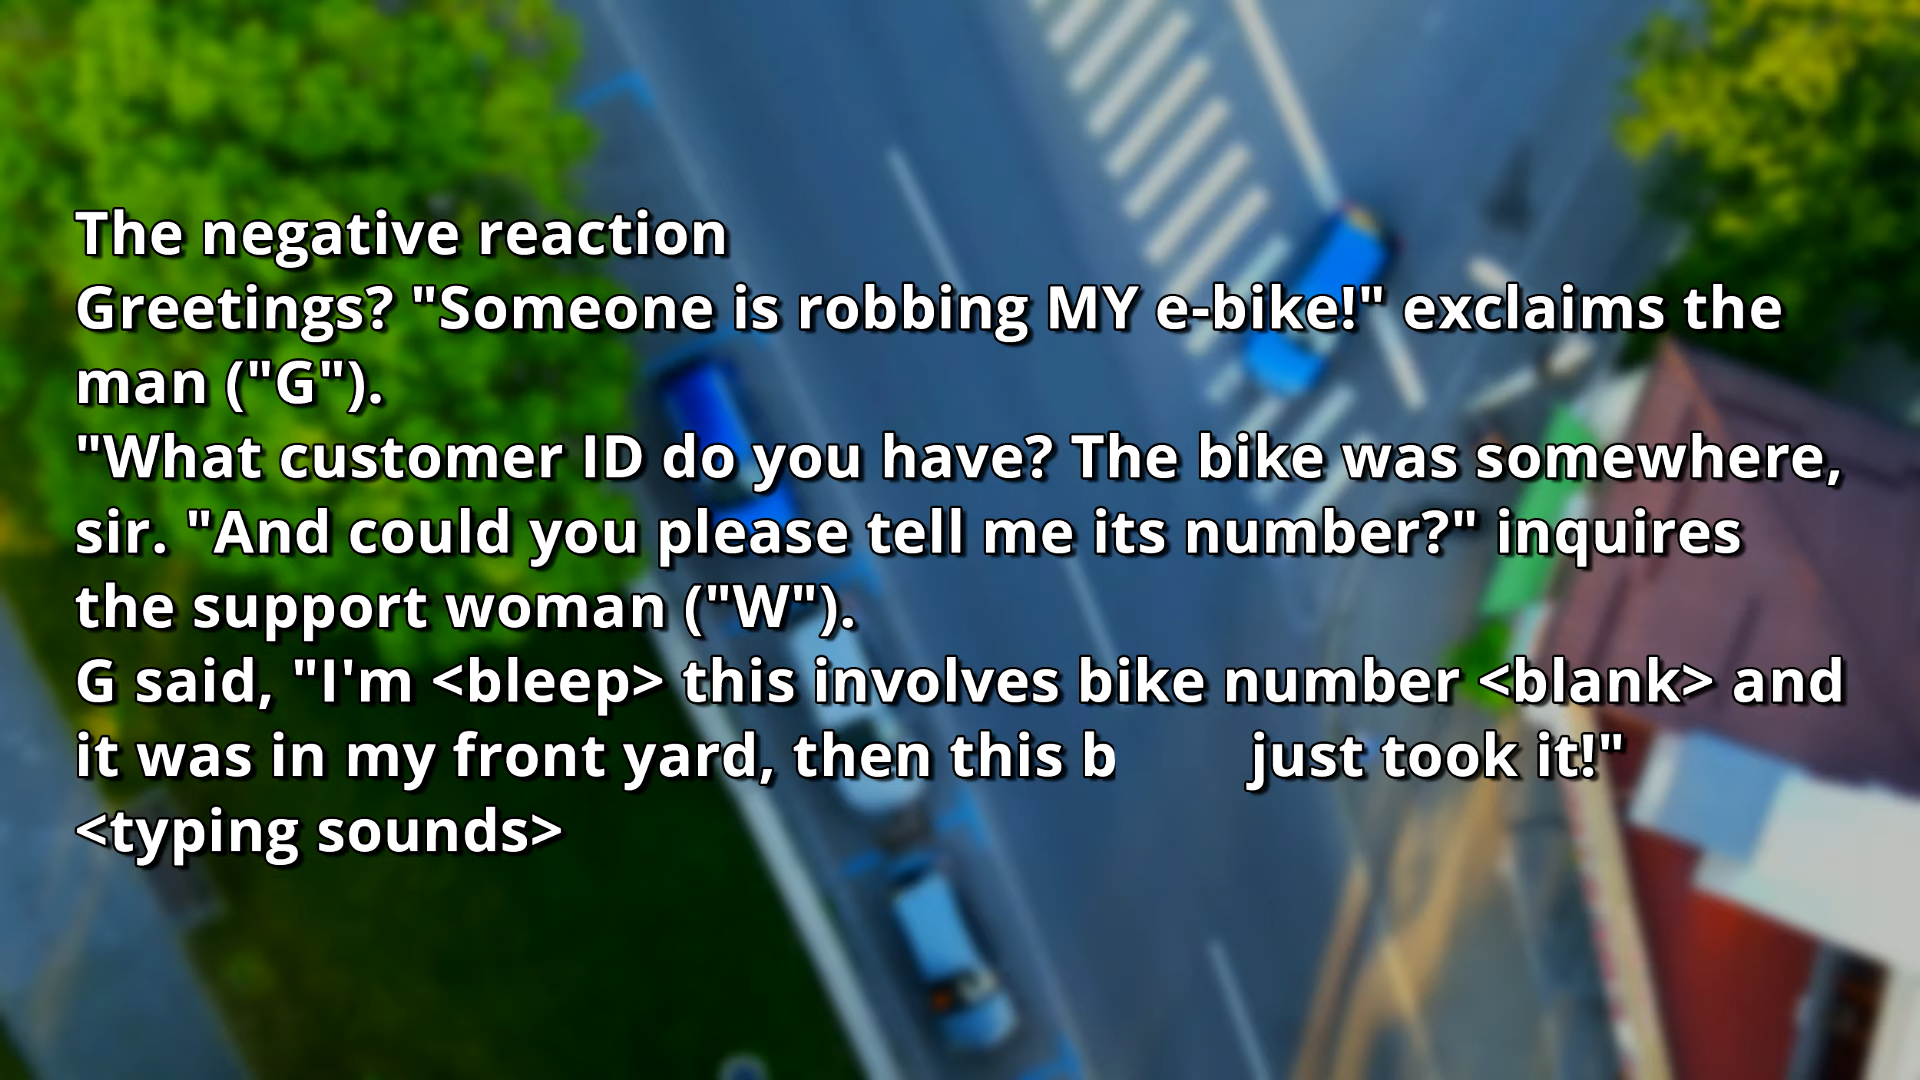 The negative reaction
Greetings? "Someone is robbing MY e-bike!" exclaims the
man ("G").
"What customer ID do you have? The bike was somewhere,
sir. "And could you please tell me its number?" inquires
the support woman ("W").
G said, "I'm <bleep> this involves bike number <blank> and
it was in my front yard, then this b just took it!"
<typing sounds>